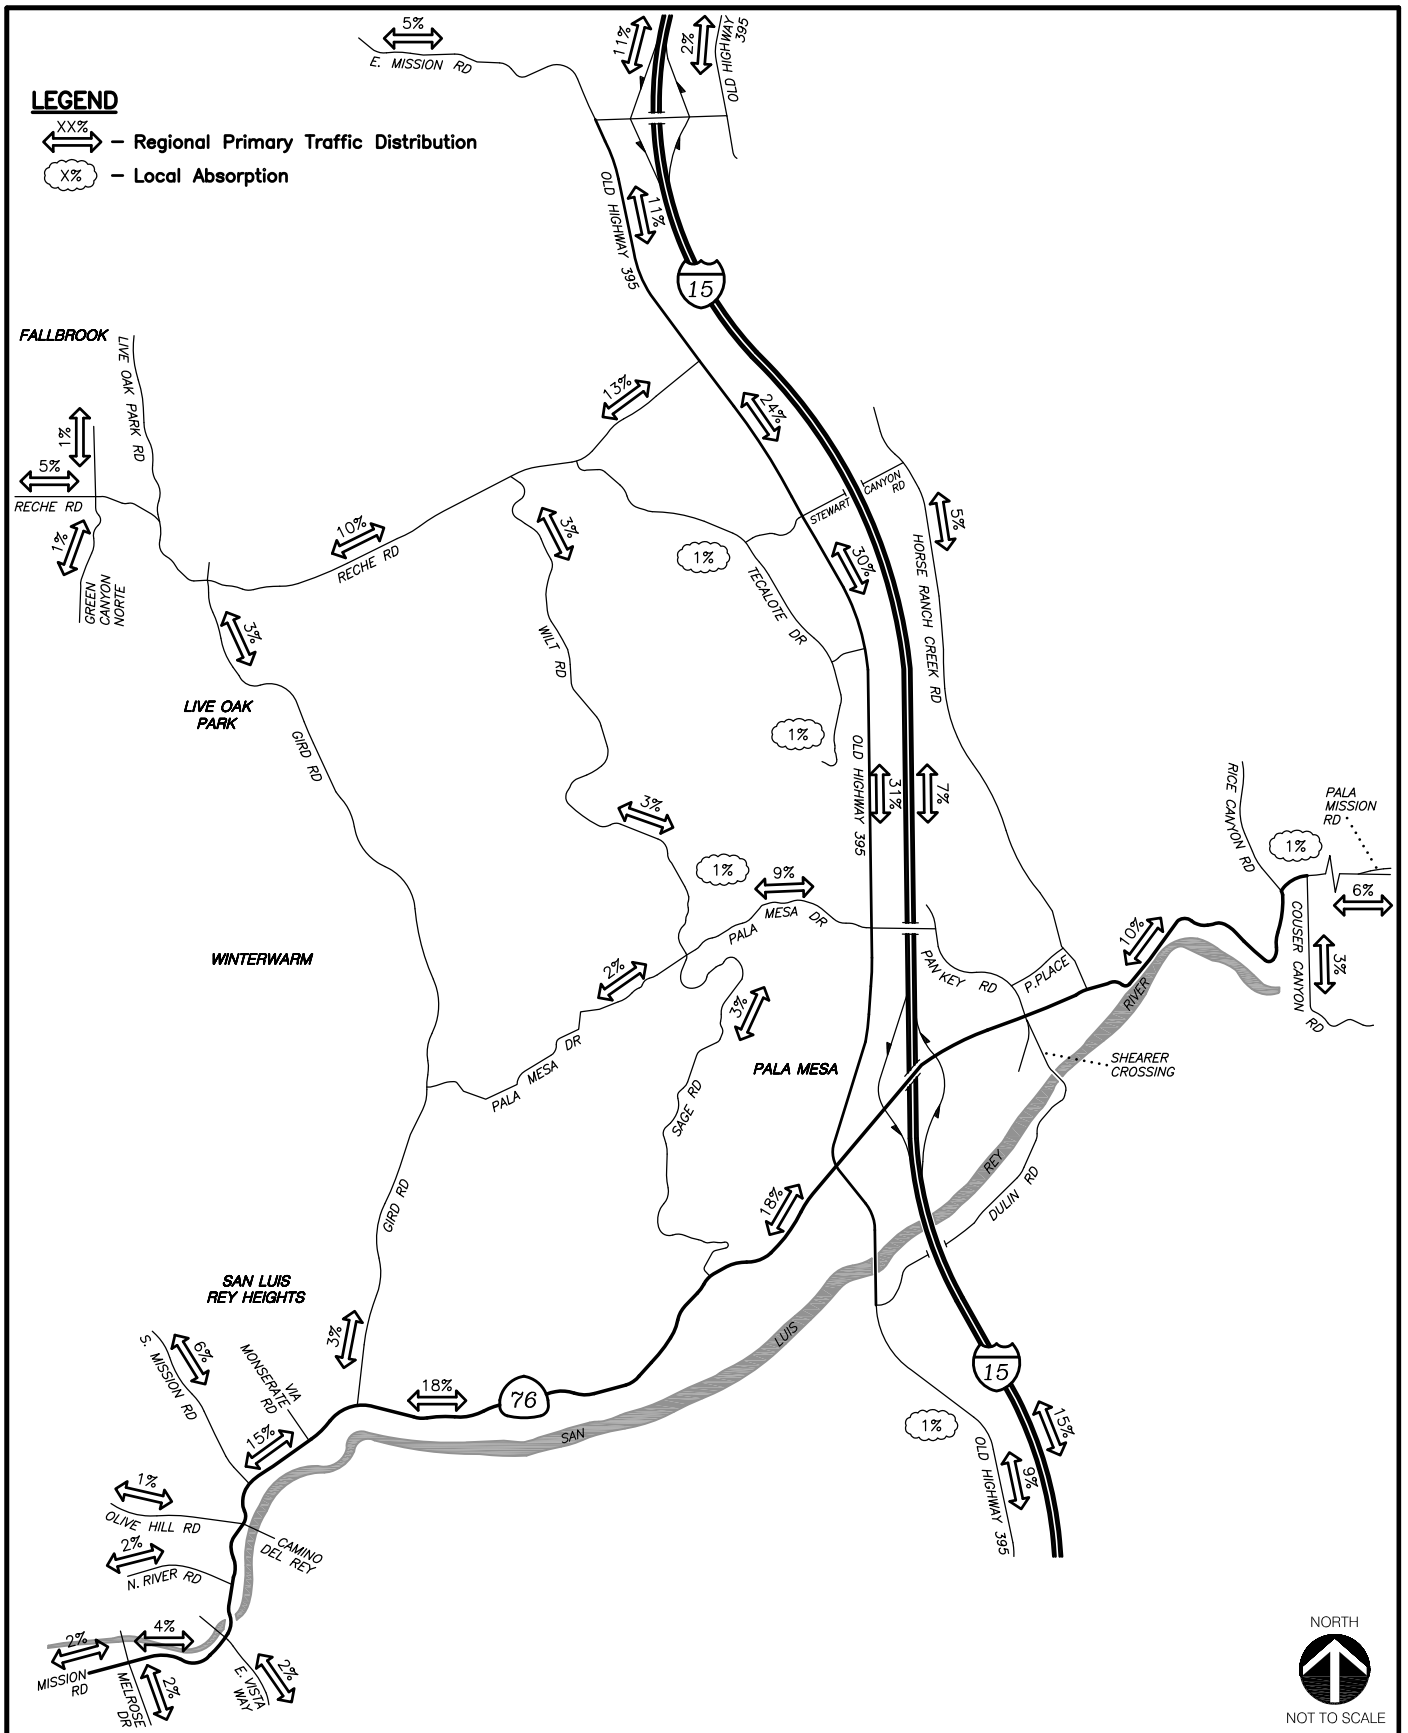 5%
E. MISSION RD
11%
2%
OLD HIGHWAY
395
LEGEND
XX%
– Regional Primary Traffic Distribution
X%
– Local Absorption
OLD HIGHWAY 395
11%
15
FALLBROOK
LIVE OAK PARK RD
13%
24%
1%
5%
RECHE RD
1%
GREEN
CANYON
NORTE
10%
RECHE RD
3%
1%
STEWART
CANYON
RD
5%
30%
TECALOTE DR
HORSE RANCH CREEK RD
3%
WILT RD
LIVE OAK
PARK
GIRD RD
1%
OLD HIGHWAY 395
31%
7%
3%
RICE CANYON RD
PALA
MISSION
RD
1%
6%
1%
9%
PALA MESA DR
COUSER CANYON RD
3%
10%
WINTERWARM
2%
PAN KEY RD
P.PLACE
RIVER
3%
PALA MESA DR
PALA MESA
SHEARER
CROSSING
SAGE RD
REY
DULIN RD
GIRD RD
18%
SAN LUIS
REY HEIGHTS
3%
LUIS
S. MISSION RD
6%
VIA
MONSERATE
RD
18%
76
15
15%
SAN
1%
15%
OLD HIGHWAY 395
9%
1%
OLIVE HILL RD
CAMINO
DEL REY
2%
N. RIVER RD
2%
4%
MISSION
RD
MELROSE
DR
2%
E. VISTA
WAY
2%
NORTH
NOT TO SCALE